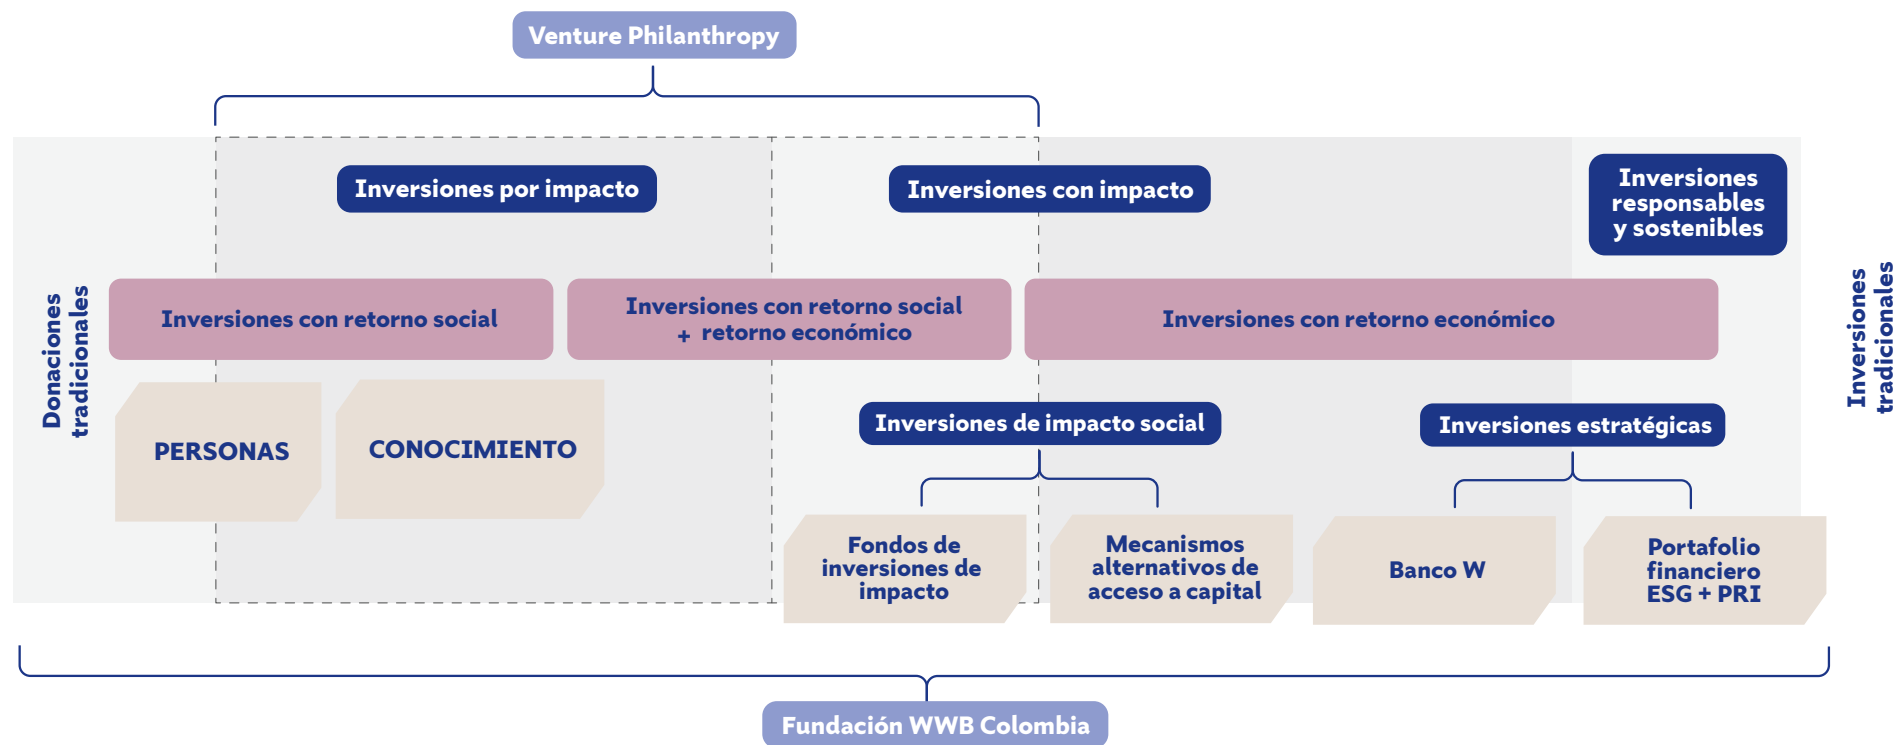 Venture Philanthropy
Inversiones por impacto
Inversiones con impacto
Inversiones
responsables
y sostenibles
Donaciones
tradicionales
Inversiones con retorno social
Inversiones con retorno social
+ retorno económico
Inversiones con retorno económico
Inversiones
tradicionales
PERSONAS
CONOCIMIENTO
Inversiones de impacto social
Inversiones estratégicas
Fondos de
inversiones de
impacto
Mecanismos
alternativos de
acceso a capital
Banco W
Portafolio
financiero
ESG + PRI
Fundación WWB Colombia